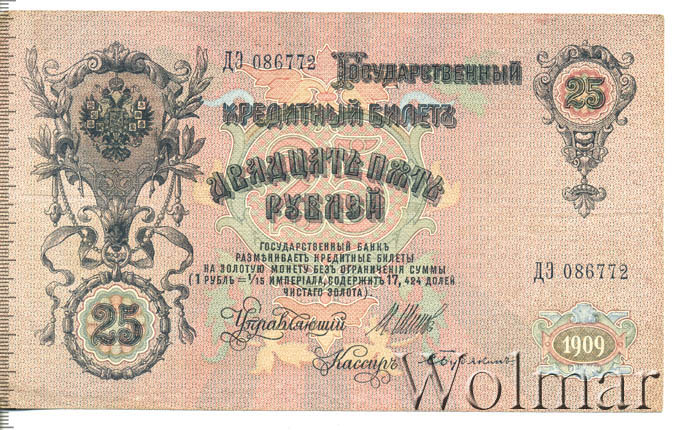 ДЭ 086772
Государственный
25
кредитный билетъ
двадцать пять
рублей
ГОСУДАРСТВЕННЫЙ БАНКЪ
РАЗМѢНИВАЕТЪ КРЕДИТНЫЕ БИЛЕТЫ
НА ЗОЛОТУЮ МОНЕТУ БЕЗЪ ОГРАНИЧЕНІЯ СУММЫ
(1 РУБЛЬ = 1/15 ИМПЕРІАЛА, СОДЕРЖИТЪ 17, 424 ДОЛЕЙ
ЧИСТАГО ЗОЛОТА).
ДЭ 086772
25
Управляющій
Кассиръ
1909
Wolmar